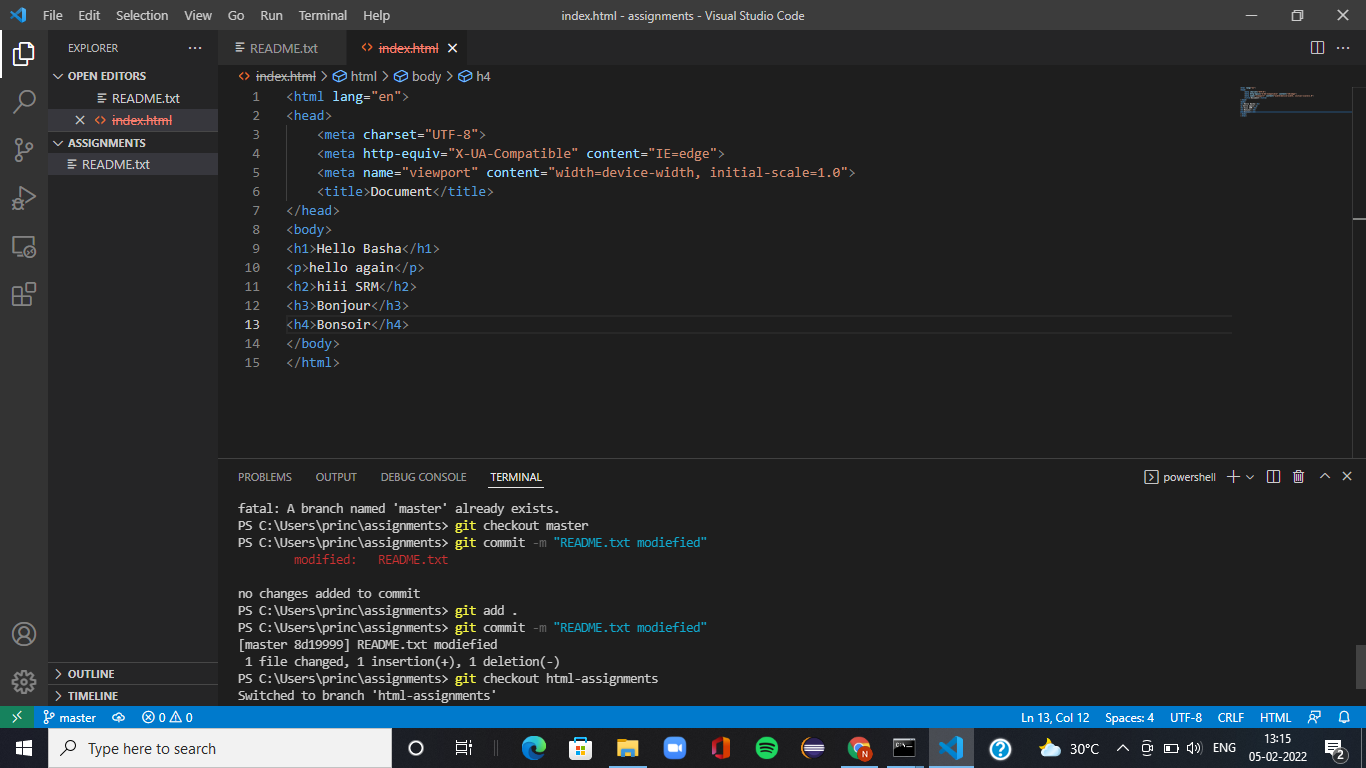 File Edit Selection View Go Run Terminal Help index.html - assignments - Visual Studio Code
EXPLORER
OPEN EDITORS
README.txt
index.html
ASSIGNMENTS
README.txt
OUTLINE
TIMELINE
README.txt index.html
index.html > html > body > h4
1 <html lang="en">
2 <head>
3 <meta charset="UTF-8">
4 <meta http-equiv="X-UA-Compatible" content="IE=edge">
5 <meta name="viewport" content="width=device-width, initial-scale=1.0">
6 <title>Document</title>
7 </head>
8 <body>
9 <h1>Hello Basha</h1>
10 <p>hello again</p>
11 <h2>hiii SRM</h2>
12 <h3>Bonjour</h3>
13 <h4>Bonsoir</h4>
14 </body>
15 </html>
PROBLEMS OUTPUT DEBUG CONSOLE TERMINAL powershell
fatal: A branch named 'master' already exists.
PS C:\Users\princ\assignments> git checkout master
PS C:\Users\princ\assignments> git commit -m "README.txt modiefied"
modified: README.txt
no changes added to commit
PS C:\Users\princ\assignments> git add .
PS C:\Users\princ\assignments> git commit -m "README.txt modiefied"
[master 8d19999] README.txt modiefied
1 file changed, 1 insertion(+), 1 deletion(-)
PS C:\Users\princ\assignments> git checkout html-assignments
Switched to branch 'html-assignments'
master 0 0 Ln 13, Col 12 Spaces: 4 UTF-8 CRLF HTML
Type here to search 30°C ENG 13:15
05-02-2022
2